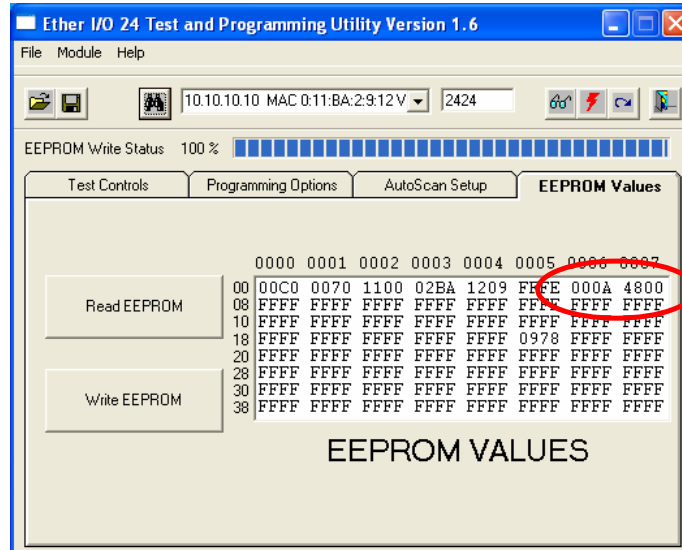 Ether I/O 24 Test and Programming Utility Version 1.6
File Module Help
10.10.10.10 MAC 0:11:BA:2:9:12 V 2424
EEPROM Write Status 100 %
Test Controls Programming Options AutoScan Setup EEPROM Values
0000 0001 0002 0003 0004 0005 0006 0007
Read EEPROM
00 00C0 0070 1100 02BA 1209 FFFE 000A 4800
08 FFFF FFFF FFFF FFFF FFFF FFFF FFFF FFFF
10 FFFF FFFF FFFF FFFF FFFF FFFF FFFF FFFF
18 FFFF FFFF FFFF FFFF FFFF 0978 FFFF FFFF
20 FFFF FFFF FFFF FFFF FFFF FFFF FFFF FFFF
28 FFFF FFFF FFFF FFFF FFFF FFFF FFFF FFFF
Write EEPROM
30 FFFF FFFF FFFF FFFF FFFF FFFF FFFF FFFF
38 FFFF FFFF FFFF FFFF FFFF FFFF FFFF FFFF
EEPROM VALUES